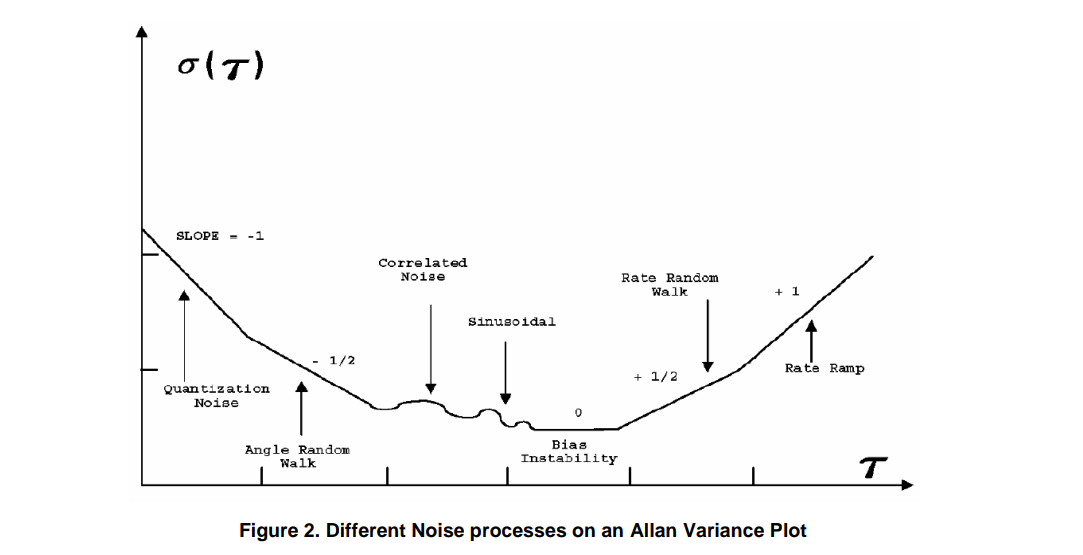 σ(τ)
SLOPE = -1
Correlated
Noise
Rate Random
Walk
+ 1
Sinusoidal
- 1/2
Quantization
Noise
+ 1/2
Rate Ramp
0
Angle Random
Walk
Bias
Instability
τ
Figure 2. Different Noise processes on an Allan Variance Plot